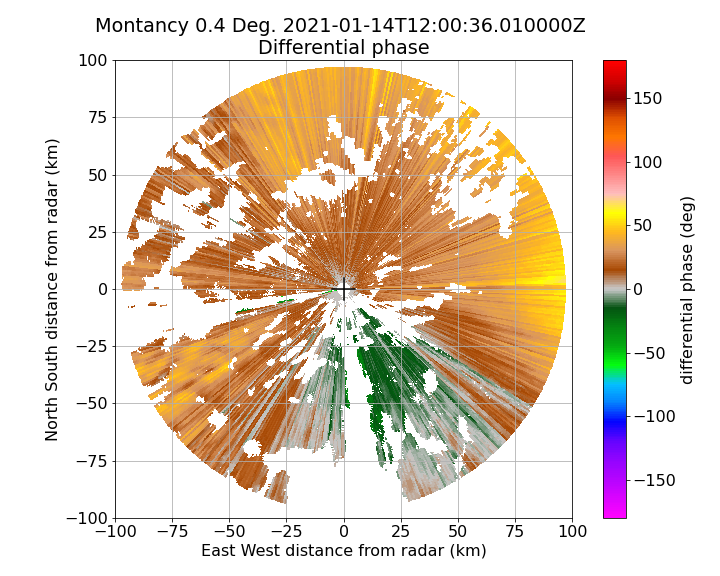 Montancy 0.4 Deg. 2021-01-14T12:00:36.010000Z
Differential phase
100
75
50
25
0
−25
−50
−75
−100
North South distance from radar (km)
−100 −75 −50 −25 0 25 50 75 100
East West distance from radar (km)
150
100
50
0
−50
−100
−150
differential phase (deg)